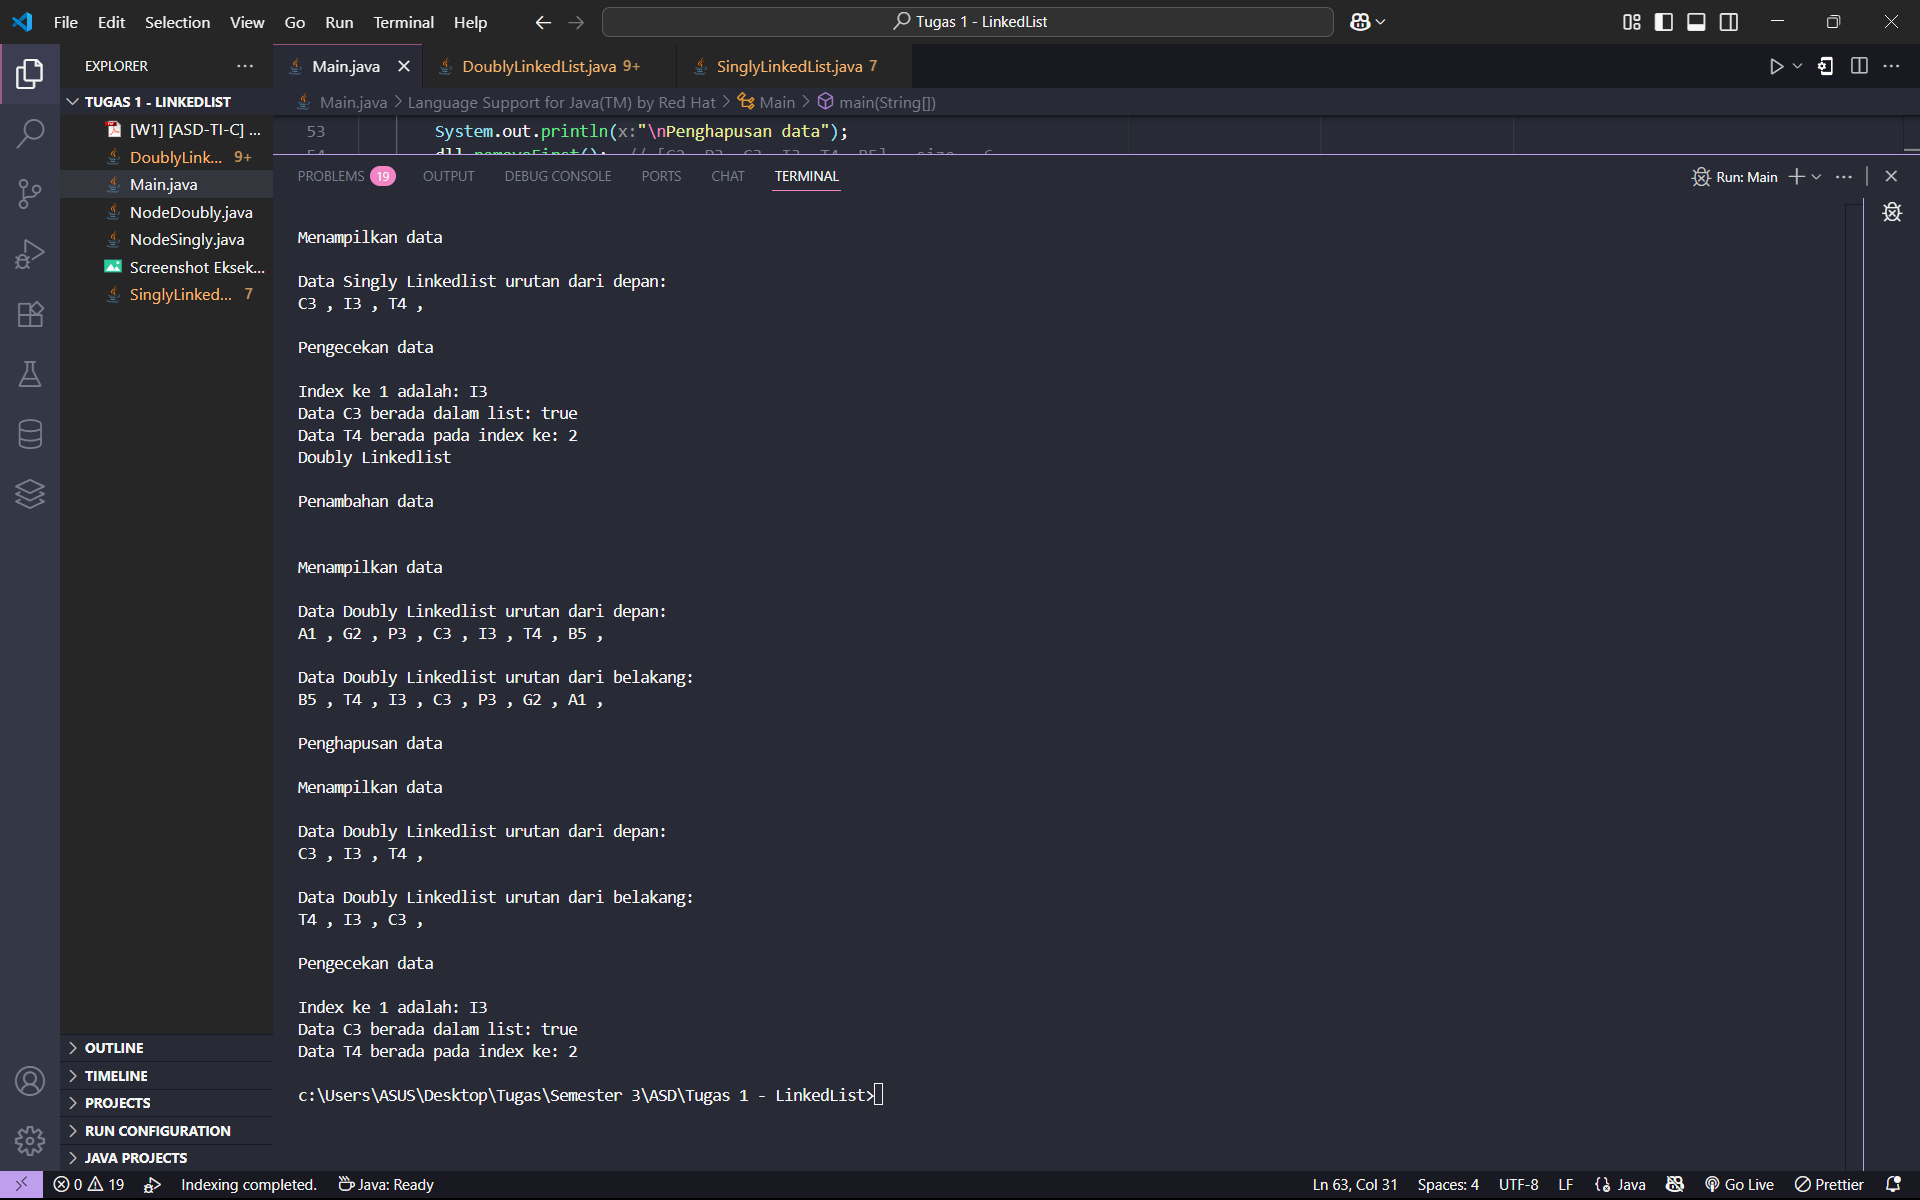 File Edit Selection View Go Run Terminal Help
Tugas 1 - LinkedList
EXPLORER
TUGAS 1 - LINKEDLIST
[W1] [ASD-TI-C] ...
DoublyLink... 9+
Main.java
NodeDoubly.java
NodeSingly.java
Screenshot Eksek...
SinglyLinked... 7
OUTLINE
TIMELINE
PROJECTS
RUN CONFIGURATION
JAVA PROJECTS
Main.java DoublyLinkedList.java 9+ SinglyLinkedList.java 7
Main.java > Language Support for Java(TM) by Red Hat > Main > main(String[])
53 System.out.println(x:"\nPenghapusan data");
PROBLEMS 19 OUTPUT DEBUG CONSOLE PORTS CHAT TERMINAL
Run: Main
Menampilkan data
Data Singly Linkedlist urutan dari depan:
C3 , I3 , T4 ,
Pengecekan data
Index ke 1 adalah: I3
Data C3 berada dalam list: true
Data T4 berada pada index ke: 2
Doubly Linkedlist
Penambahan data
Menampilkan data
Data Doubly Linkedlist urutan dari depan:
A1 , G2 , P3 , C3 , I3 , T4 , B5 ,
Data Doubly Linkedlist urutan dari belakang:
B5 , T4 , I3 , C3 , P3 , G2 , A1 ,
Penghapusan data
Menampilkan data
Data Doubly Linkedlist urutan dari depan:
C3 , I3 , T4 ,
Data Doubly Linkedlist urutan dari belakang:
T4 , I3 , C3 ,
Pengecekan data
Index ke 1 adalah: I3
Data C3 berada dalam list: true
Data T4 berada pada index ke: 2
c:\Users\ASUS\Desktop\Tugas\Semester 3\ASD\Tugas 1 - LinkedList>
0 19 Indexing completed. Java: Ready Ln 63, Col 31 Spaces: 4 UTF-8 LF Java Go Live Prettier